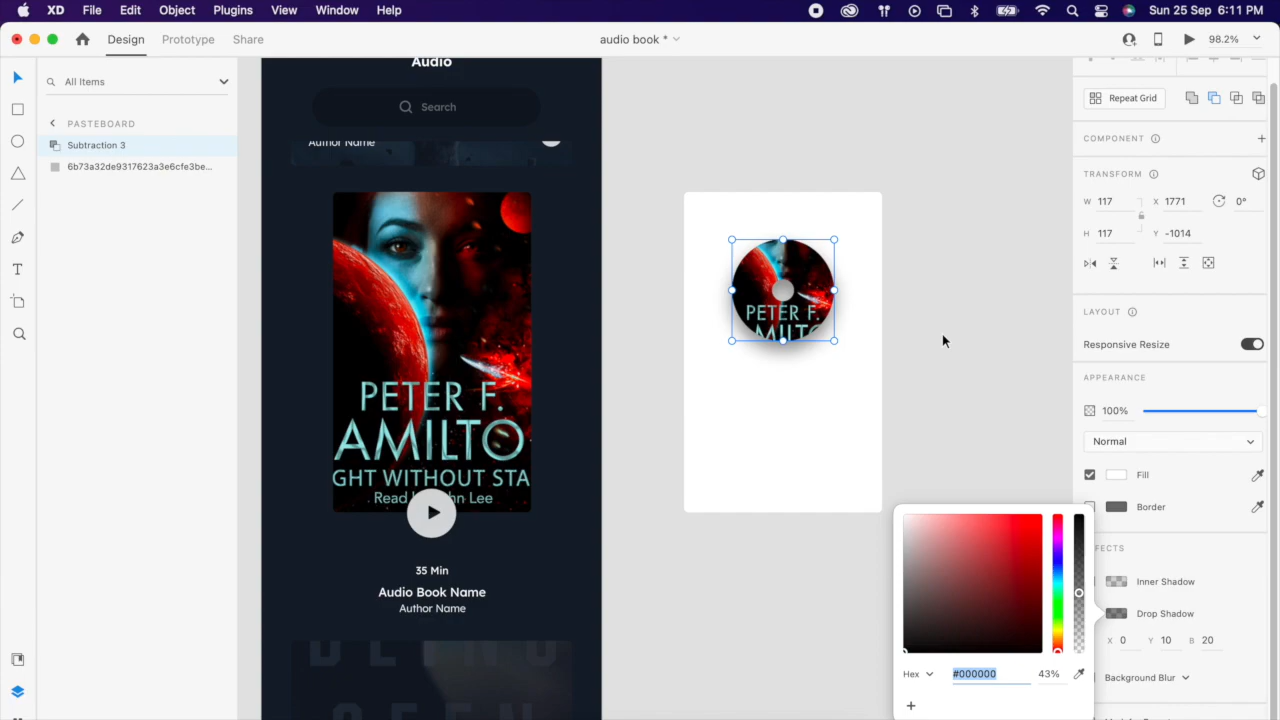 XD File Edit Object Plugins View Window Help Sun 25 Sep 6:11 PM
Design Prototype Share audio book * 98.2%
All Items
PASTEBOARD
Subtraction 3
6b73a32de9317623a3e6cfe3be...
Audio
Search
Author Name
PETER F.
AMILTO
GHT WITHOUT STA
35 Min
Audio Book Name
Author Name
PETER F.
Repeat Grid
COMPONENT
TRANSFORM
W 117 X 1771 0°
H 117 Y -1014
LAYOUT
Responsive Resize
APPEARANCE
100%
Normal
Fill
Border
FFECTS
Inner Shadow
Drop Shadow
X 0 Y 10 B 20
Background Blur
Hex #000000 43%